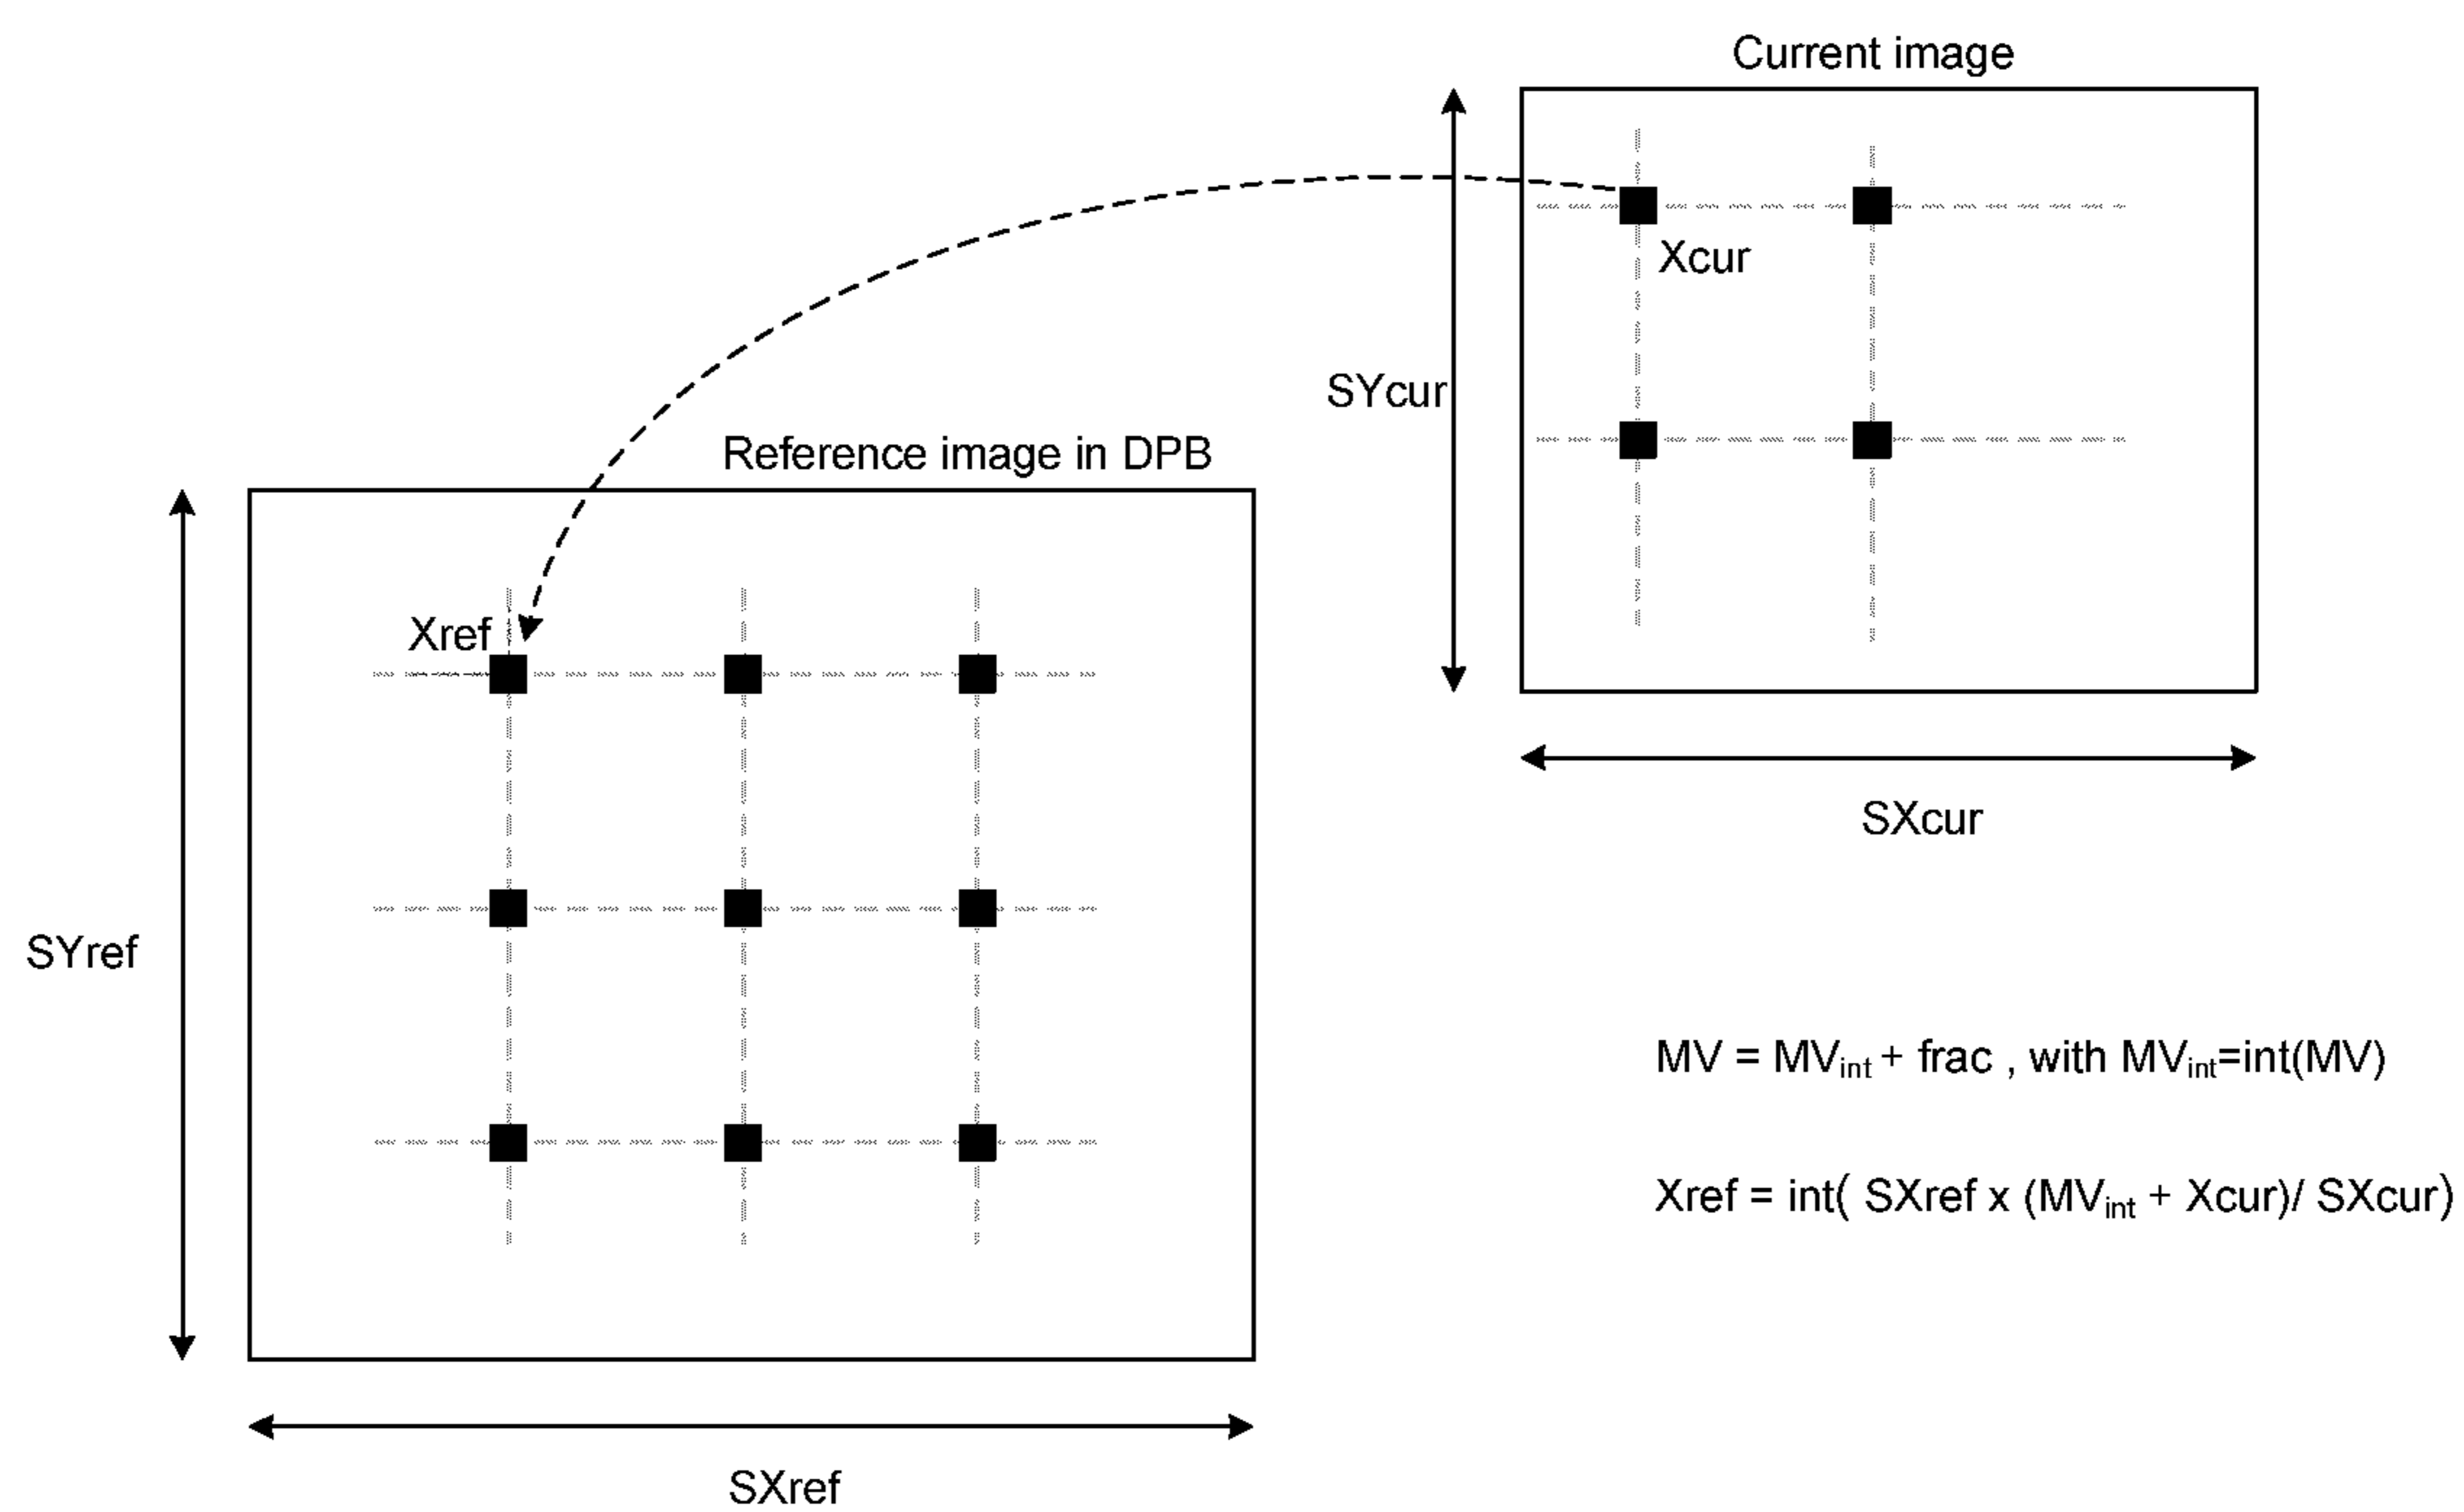 Current image
Xcur
SYcur
Reference image in DPB
Xref
SXcur
SYref
MV = MVint + frac , with MVint=int(MV)
Xref = int( SXref x (MVint + Xcur)/ SXcur)
SXref